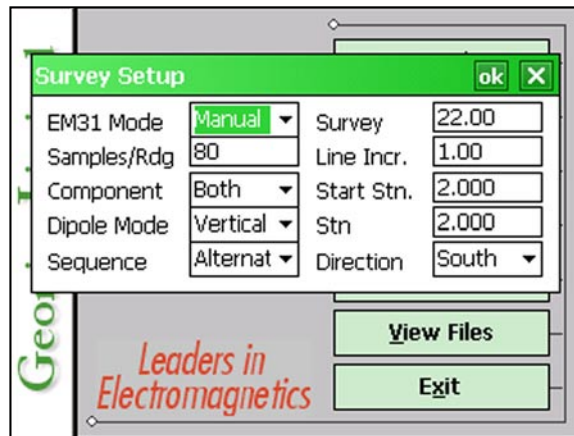 Survey Setup ok X
EM31 Mode Manual Survey 22.00
Samples/Rdg 80 Line Incr. 1.00
Component Both Start Stn. 2.000
Dipole Mode Vertical Stn 2.000
Sequence Alternat Direction South
View Files
Leaders in
Electromagnetics
Exit